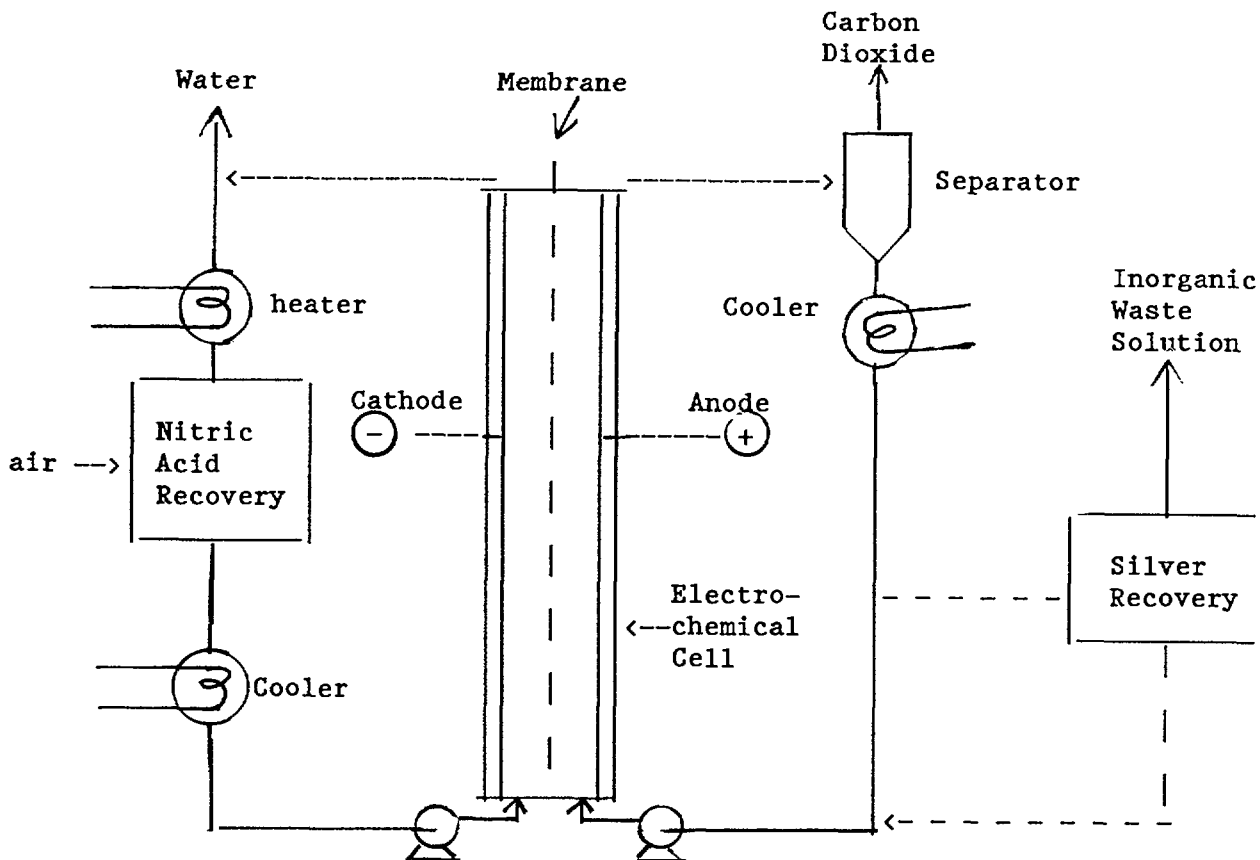 Carbon
Dioxide
Water
Membrane
Separator
heater
Cooler
Inorganic
Waste
Solution
Cathode
-
Anode
+
air
Nitric
Acid
Recovery
Electro-
chemical
Cell
Silver
Recovery
Cooler